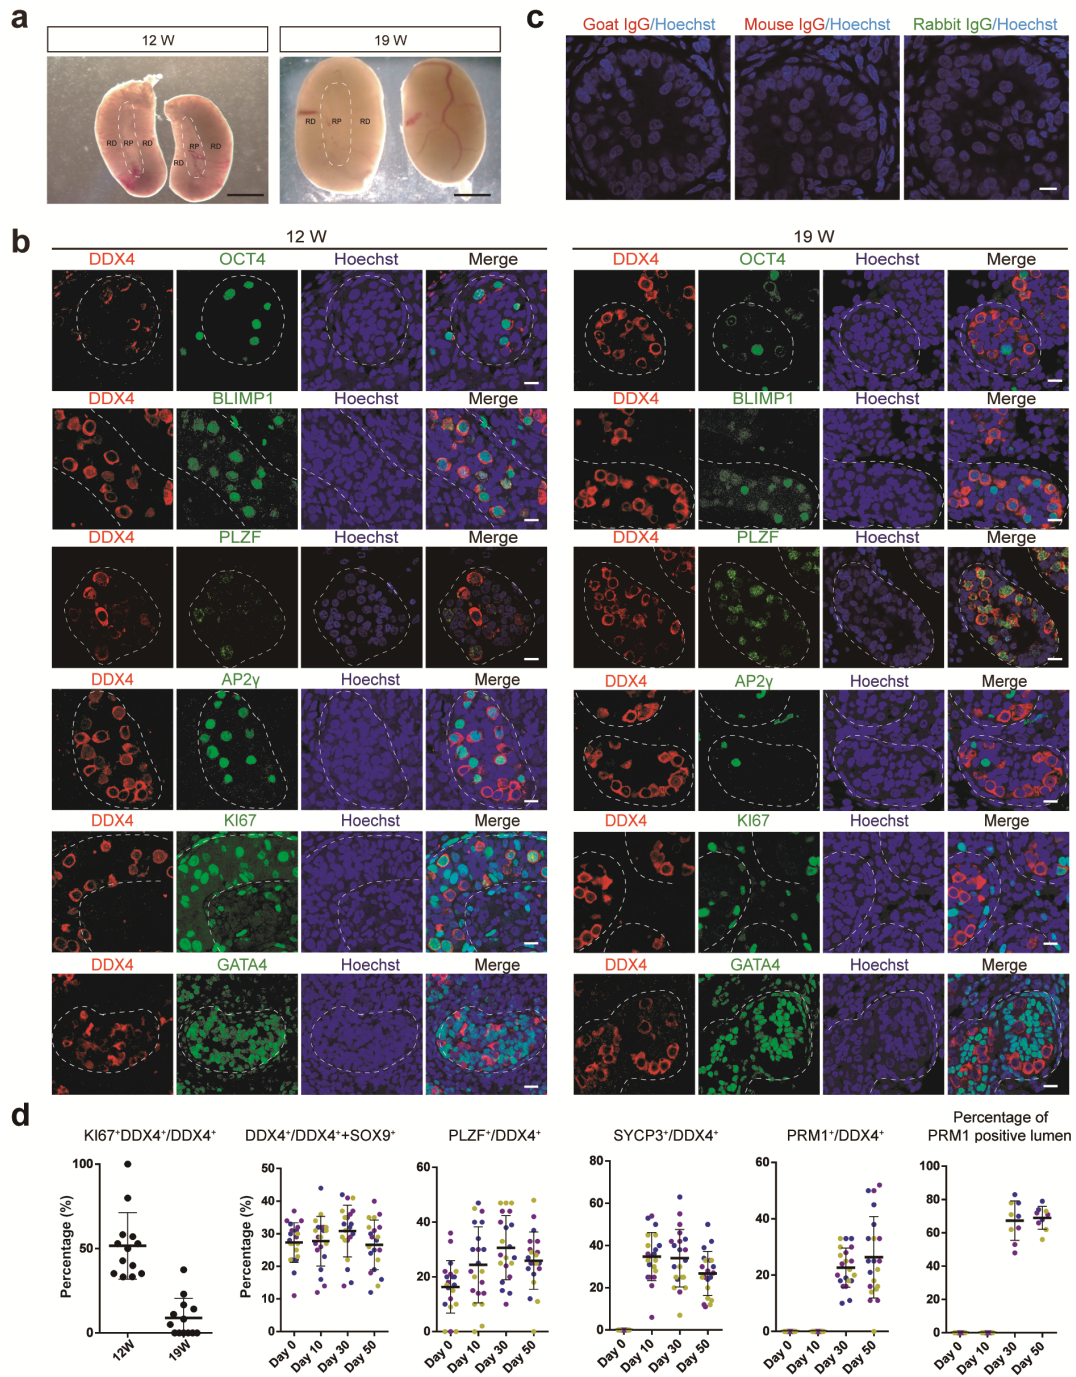 a
12 W
19 W
RD RP RD
RD RP RD
RD RP RD
c
Goat IgG/Hoechst Mouse IgG/Hoechst Rabbit IgG/Hoechst
b
12 W
19 W
DDX4 OCT4 Hoechst Merge
DDX4 OCT4 Hoechst Merge
DDX4 BLIMP1 Hoechst Merge
DDX4 BLIMP1 Hoechst Merge
DDX4 PLZF Hoechst Merge
DDX4 PLZF Hoechst Merge
DDX4 AP2γ Hoechst Merge
DDX4 AP2γ Hoechst Merge
DDX4 KI67 Hoechst Merge
DDX4 KI67 Hoechst Merge
DDX4 GATA4 Hoechst Merge
DDX4 GATA4 Hoechst Merge
d
KI67⁺DDX4⁺/DDX4⁺
Percentage (%)
100
50
0
12W 19W
DDX4⁺/DDX4⁺+SOX9⁺
Percentage (%)
50
40
30
20
10
0
Day 0 Day 10 Day 30 Day 50
PLZF⁺/DDX4⁺
60
40
20
0
Day 0 Day 10 Day 30 Day 50
SYCP3⁺/DDX4⁺
80
60
40
20
0
Day 0 Day 10 Day 30 Day 50
PRM1⁺/DDX4⁺
60
40
20
0
Day 0 Day 10 Day 30 Day 50
Percentage of
PRM1 positive lumen
100
80
60
40
20
0
Day 0 Day 10 Day 30 Day 50